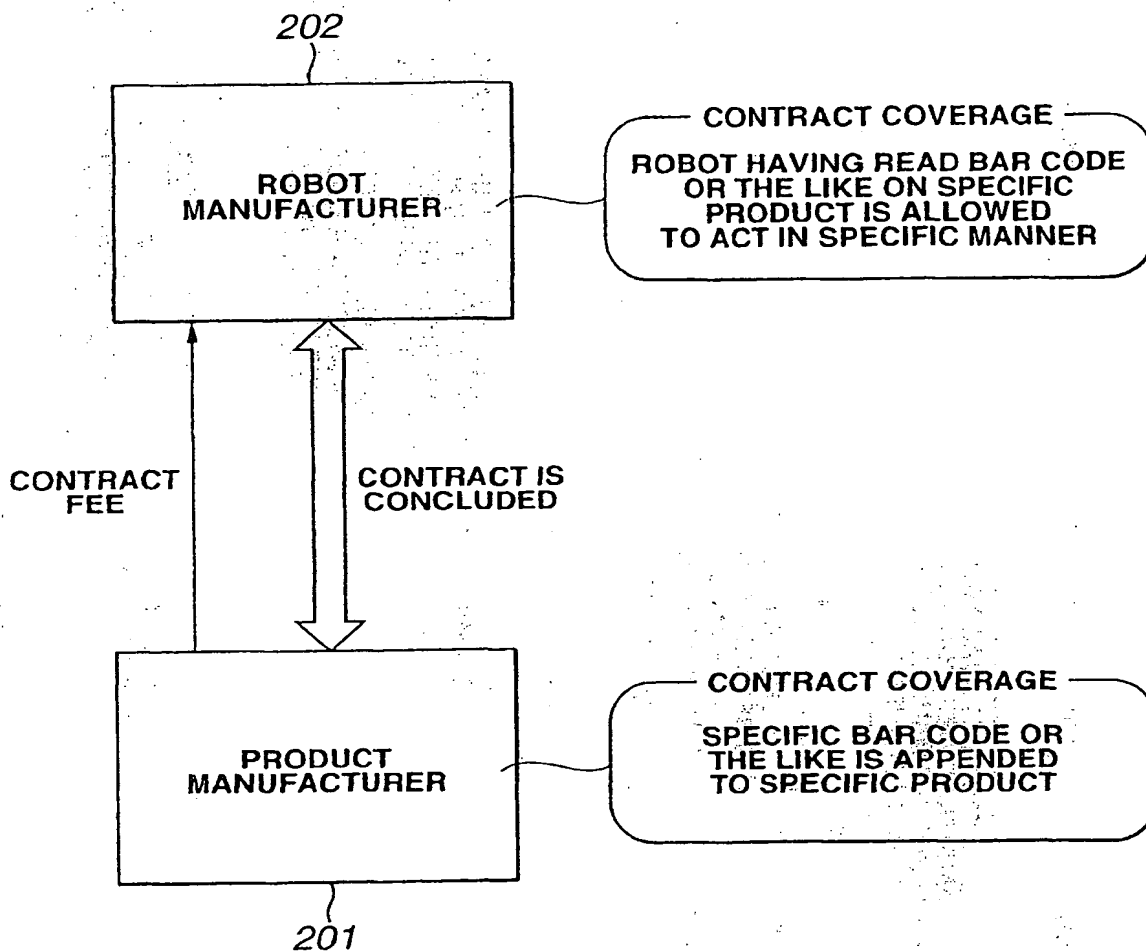 202
ROBOT
MANUFACTURER
CONTRACT COVERAGE
ROBOT HAVING READ BAR CODE
OR THE LIKE ON SPECIFIC
PRODUCT IS ALLOWED
TO ACT IN SPECIFIC MANNER
CONTRACT
FEE
CONTRACT IS
CONCLUDED
PRODUCT
MANUFACTURER
CONTRACT COVERAGE
SPECIFIC BAR CODE OR
THE LIKE IS APPENDED
TO SPECIFIC PRODUCT
201